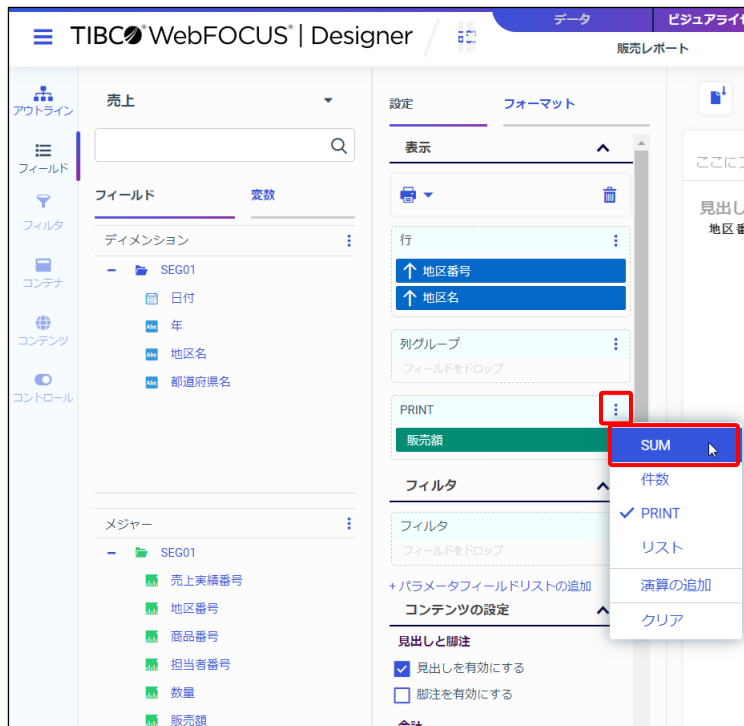 TIBCO WebFOCUS® | Designer
データ
ビジュアライ
販売レポート
アウトライン
フィールド
フィルタ
コンテナ
コンテンツ
コントロール
売上
フィールド
変数
ディメンション
SEG01
日付
年
地区名
都道府県名
メジャー
SEG01
売上実績番号
地区番号
商品番号
担当者番号
数量
販売額
設定
フォーマット
表示
行
地区番号
地区名
列グループ
フィールドをドロップ
PRINT
販売額
フィルタ
フィルタ
フィールドをドロップ
+ パラメータフィールドリストの追加
コンテンツの設定
見出しと脚注
見出しを有効にする
脚注を有効にする
合計
SUM
件数
PRINT
リスト
演算の追加
クリア
ここに
見出し
地区番